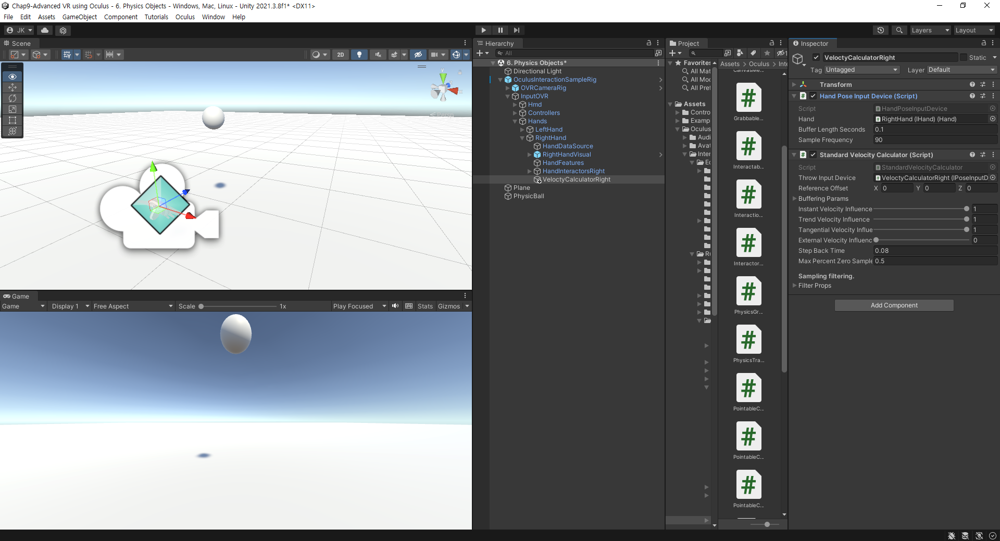 Chap9-Advanced VR using Oculus - 6. Physics Objects - Windows, Mac, Linux - Unity 2021.3.8f1* <DX11>
File Edit Assets GameObject Component Tutorials Oculus Window Help
JK
Layers
Layout
Scene
2D
y
Persp
Game
Game
Display 1
Free Aspect
Scale
1x
Play Focused
Stats
Gizmos
Hierarchy
All
6. Physics Objects*
Directional Light
OculusInteractionSampleRig
OVRCameraRig
InputOVR
Hmd
Controllers
Hands
LeftHand
RightHand
HandDataSource
RightHandVisual
HandFeatures
HandInteractorsRight
VeloctyCalculatorRight
Plane
PhysicBall
Project
1
Favorites
All Mat
All Moc
All Pref
Assets
Contro
Examp
Oculus
Audi
Avat
Inter
Ec
Ru
Assets > Oculus > Inte
CanvasMe...
Grabbable...
Interactab...
Interactio...
Interactor...
PhysicsGr...
PhysicsTra...
PointableC...
PointableC...
PointableC...
Inspector
VeloctyCalculatorRight
Static
Tag Untagged
Layer Default
Transform
Hand Pose Input Device (Script)
Script HandPoseInputDevice
Hand RightHand (IHand) (Hand)
Buffer Length Seconds 0.1
Sample Frequency 90
Standard Velocity Calculator (Script)
Script StandardVelocityCalculator
Throw Input Device VeloctyCalculatorRight (IPoseInputD
Reference Offset X 0 Y 0 Z 0
Buffering Params
Instant Velocity Influence 1
Trend Velocity Influence 1
Tangential Velocity Influe 1
External Velocity Influenc 0
Step Back Time 0.08
Max Percent Zero Sample 0.5
Sampling filtering.
Filter Props
Add Component